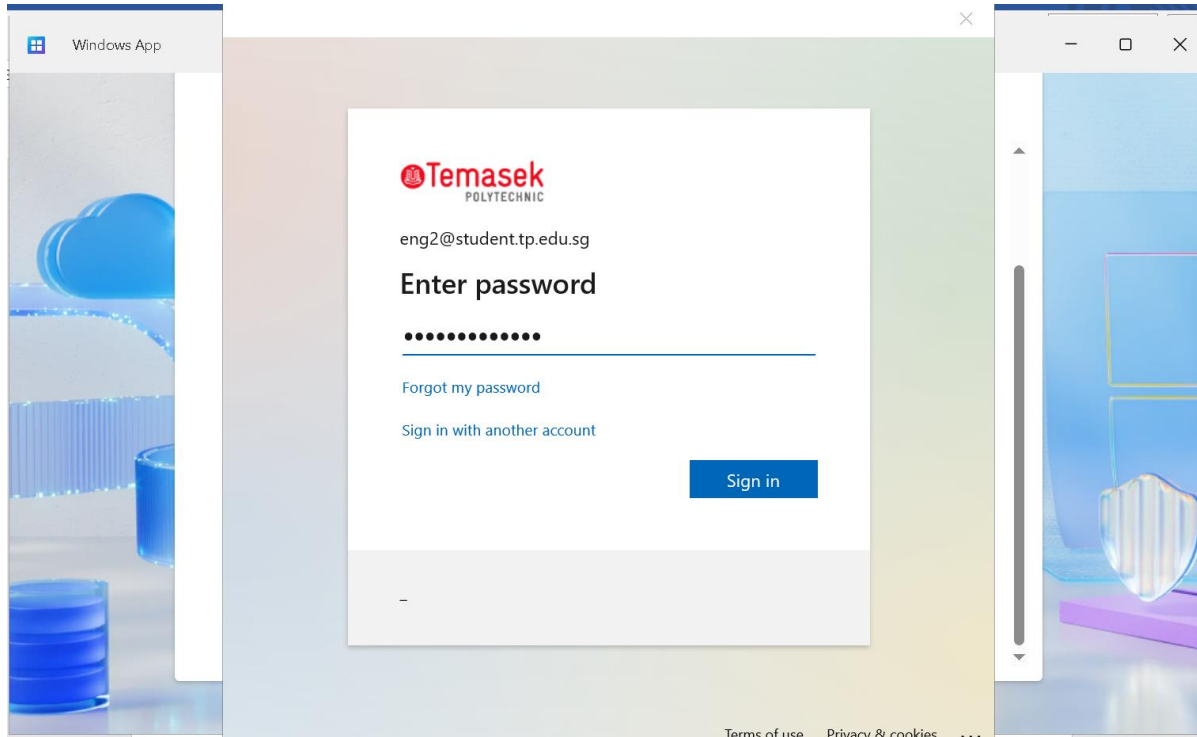 Windows App
Temasek
POLYTECHNIC
eng2@student.tp.edu.sg
Enter password
•••••••••••••
Forgot my password
Sign in with another account
Sign in
–
Terms of use Privacy & cookies ...